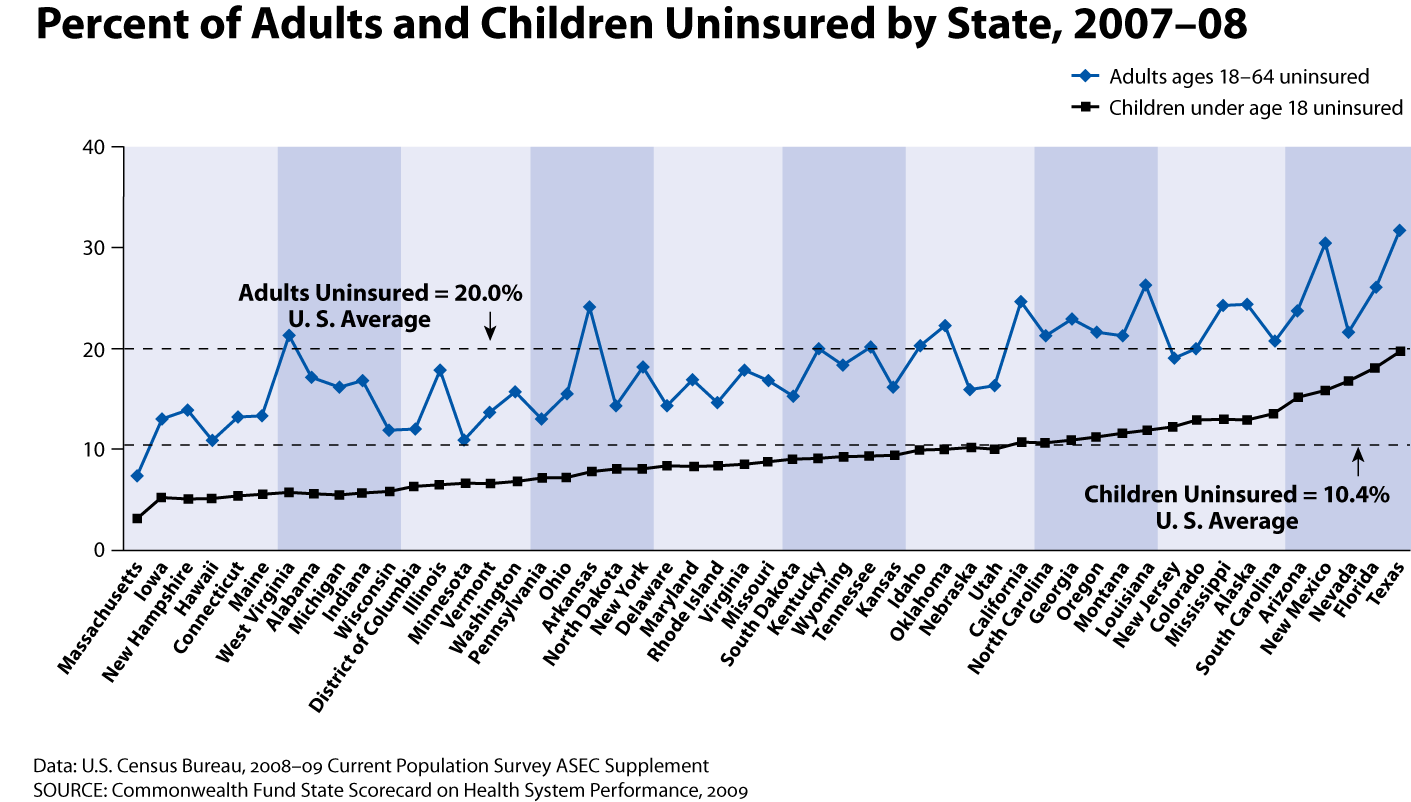 Percent of Adults and Children Uninsured by State, 2007–08
Adults ages 18–64 uninsured
Children under age 18 uninsured
40
30
20
10
0
Adults Uninsured = 20.0%
U. S. Average
Children Uninsured = 10.4%
U. S. Average
Massachusetts
Iowa
New Hampshire
Hawaii
Connecticut
Maine
West Virginia
Alabama
Michigan
Indiana
Wisconsin
District of Columbia
Illinois
Minnesota
Vermont
Washington
Pennsylvania
Ohio
Arkansas
North Dakota
New York
Delaware
Maryland
Rhode Island
Virginia
Missouri
South Dakota
Kentucky
Wyoming
Tennessee
Kansas
Idaho
Oklahoma
Nebraska
Utah
California
North Carolina
Georgia
Oregon
Montana
Louisiana
New Jersey
Colorado
Mississippi
Alaska
South Carolina
Arizona
New Mexico
Nevada
Florida
Texas
Data: U.S. Census Bureau, 2008–09 Current Population Survey ASEC Supplement
SOURCE: Commonwealth Fund State Scorecard on Health System Performance, 2009